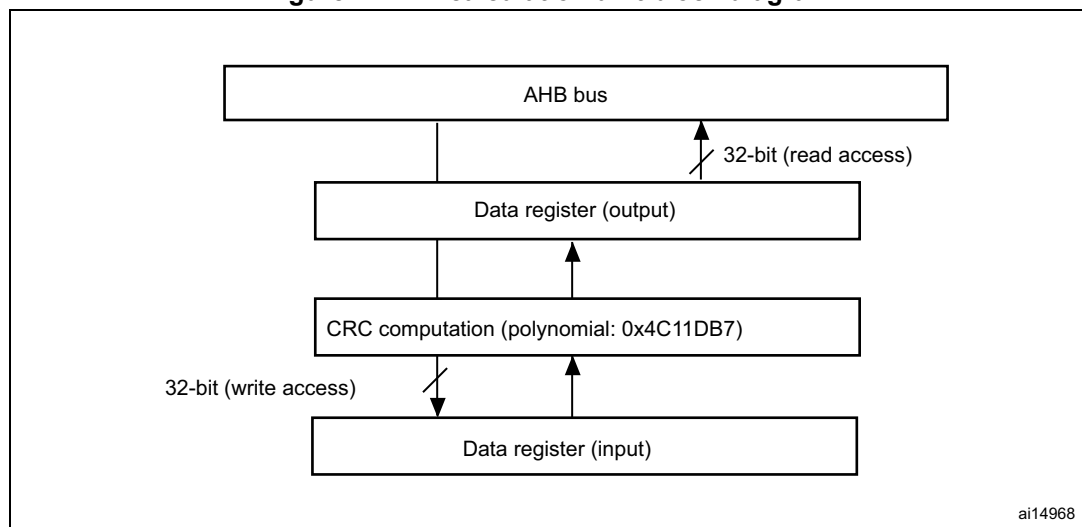 AHB bus
32-bit (read access)
Data register (output)
CRC computation (polynomial: 0x4C11DB7)
32-bit (write access)
Data register (input)
ai14968